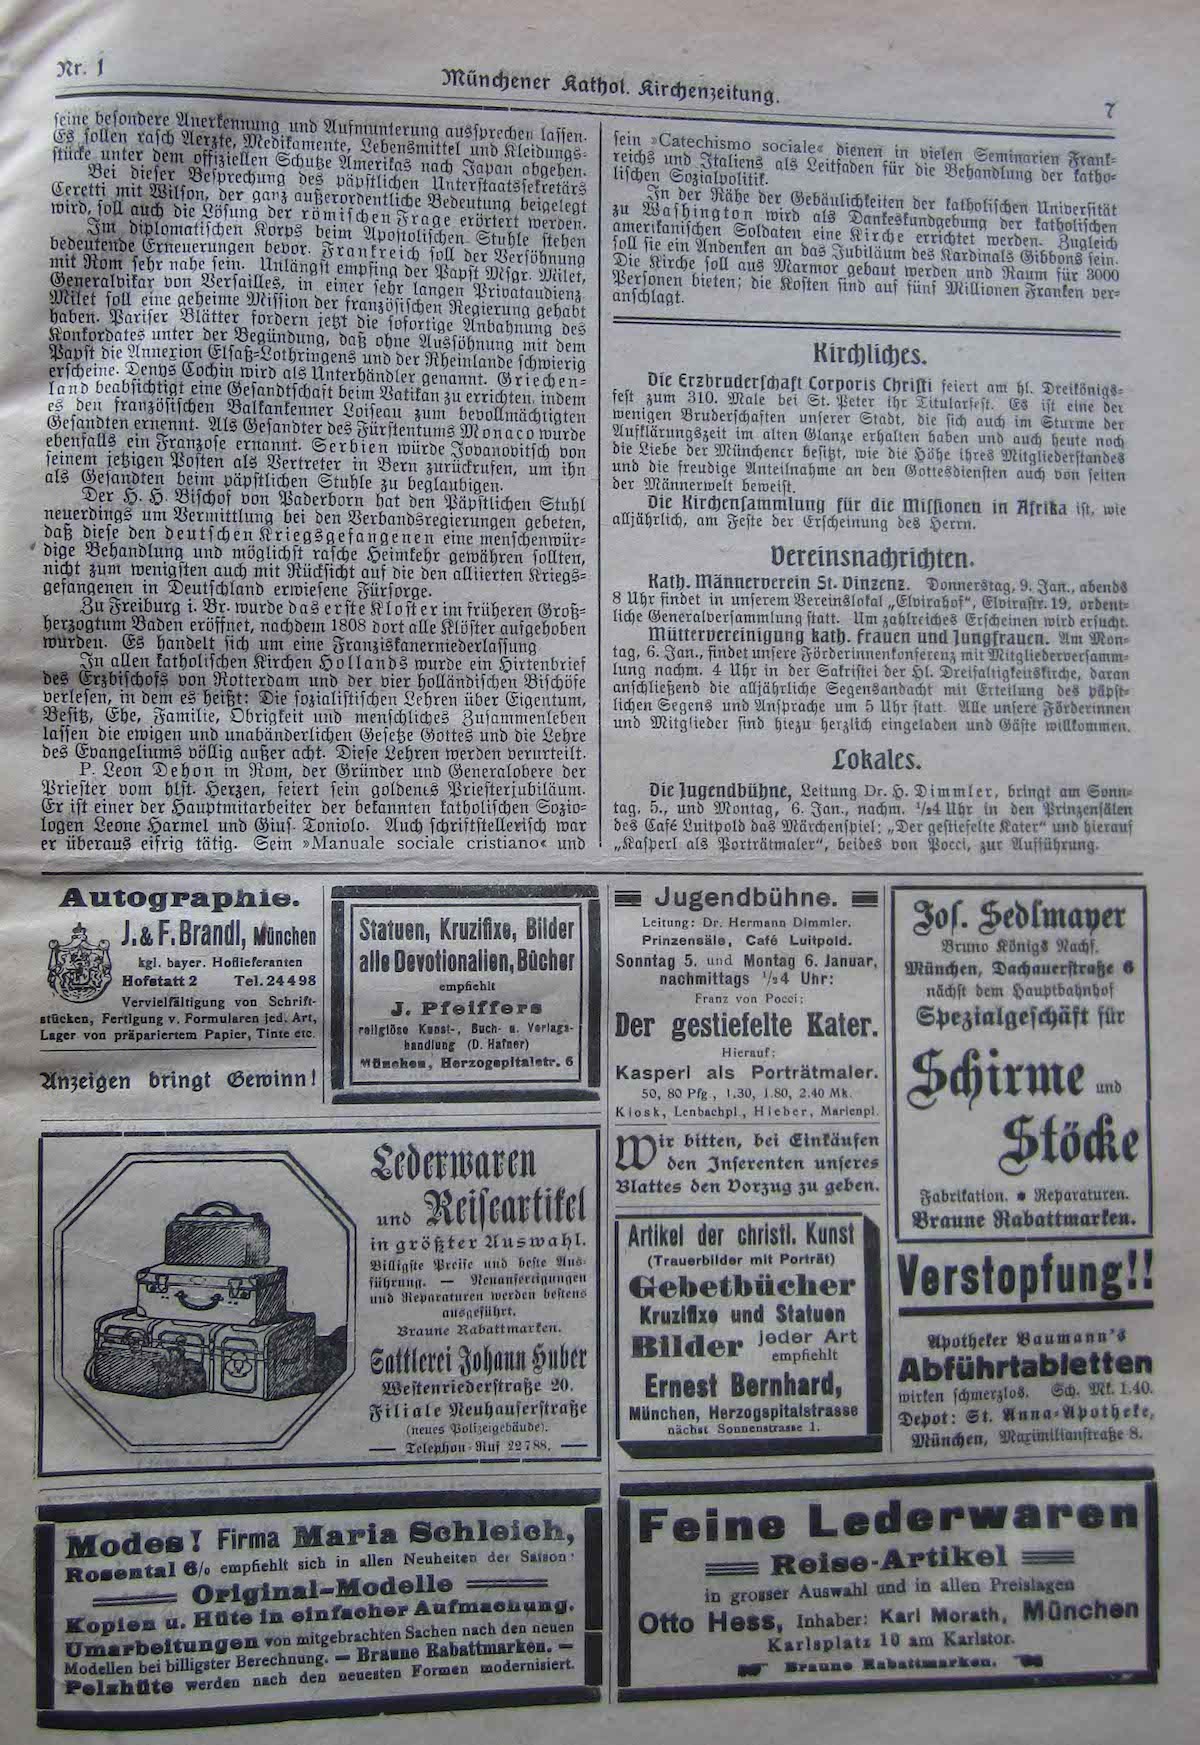 Nr. 1
Münchener Kathol. Kirchenzeitung.
7
seine besondere Anerkennung und Aufmunterung aussprechen lassen.
Es sollen rasch Aerzte, Medikamente, Lebensmittel und Kleidungs-
stücke unter dem offiziellen Schutze Amerikas nach Japan abgehen.
Bei dieser Besprechung des päpstlichen Unterstaatssekretärs
Ceretti mit Wilson, der ganz außerordentliche Bedeutung beigelegt
wird, soll auch die Lösung der römischen Frage erörtert werden.
Im diplomatischen Korps beim Apostolischen Stuhle stehen
bedeutende Erneuerungen bevor. Frankreich soll der Versöhnung
mit Rom sehr nahe sein. Unlängst empfing der Papst Msgr. Milet,
Generalvikar von Versailles, in einer sehr langen Privataudienz
Milet soll eine geheime Mission der französischen Regierung gehabt
haben. Pariser Blätter fordern jetzt die sofortige Anbahnung des
Konkordates unter der Begründung, daß ohne Aussöhnung mit dem
Papst die Annexion Elsaß-Lothringens und der Rheinlande schwierig
erscheine. Denys Cochin wird als Unterhändler genannt. Griechen-
land beabsichtigt eine Gesandtschaft beim Vatikan zu errichten, indem
es den französischen Balkankenner Loiseau zum bevollmächtigten
Gesandten ernennt. Als Gesandter des Fürstentums Monaco wurde
ebenfalls ein Franzose ernannt. Serbien würde Jovanovitsch von
seinem jetzigen Posten als Vertreter in Bern zurückrufen, um ihn
als Gesandten beim päpstlichen Stuhle zu beglaubigen.
Der H. H. Bischof von Paderborn hat den Päpstlichen Stuhl
neuerdings um Vermittlung bei den Verbandsregierungen gebeten,
daß diese den deutschen Kriegsgefangenen eine menschenwür-
dige Behandlung und möglichst rasche Heimkehr gewähren sollten,
nicht zum wenigsten auch mit Rücksicht auf die den alliierten Kriegs-
gefangenen in Deutschland erwiesene Fürsorge.
Zu Freiburg i. Br. wurde das erste Kloster im früheren Groß-
herzogtum Baden eröffnet, nachdem 1808 dort alle Klöster aufgehoben
wurden. Es handelt sich um eine Franziskanerniederlassung
In allen katholischen Kirchen Hollands wurde ein Hirtenbrief
des Erzbischofs von Rotterdam und der vier holländischen Bischöfe
verlesen, in dem es heißt: Die sozialistischen Lehren über Eigentum,
Besitz, Ehe, Familie, Obrigkeit und menschliches Zusammenleben
lassen die ewigen und unabänderlichen Gesetze Gottes und die Lehre
des Evangeliums völlig außer acht. Diese Lehren werden verurteilt.
P. Leon Dehon in Rom, der Gründer und Generalobere der
Priester vom hlst. Herzen, feiert sein goldenes Priesterjubiläum.
Er ist einer der Hauptmitarbeiter der bekannten katholischen Sozio-
logen Leone Harmel und Gius. Toniolo. Auch schriftstellerisch war
er überaus eifrig tätig. Sein »Manuale sociale cristiano« und
sein »Catechismo sociale« dienen in vielen Seminarien Frank-
reichs und Italiens als Leitfaden für die Behandlung der katho-
lischen Sozialpolitik.
In der Nähe der Gebäulichkeiten der katholischen Universität
zu Washington wird als Dankeskundgebung der katholischen
amerikanischen Soldaten eine Kirche errichtet werden. Zugleich
soll sie ein Andenken an das Jubiläum des Kardinals Gibbons sein.
Die Kirche soll aus Marmor gebaut werden und Raum für 3000
Personen bieten; die Kosten sind auf fünf Millionen Franken ver-
anschlagt.
Kirchliches.
Die Erzbruderschaft Corporis Christi feiert am hl. Dreikönigs-
fest zum 310. Male bei St. Peter ihr Titularfest. Es ist eine der
wenigen Bruderschaften unserer Stadt, die sich auch im Sturme der
Aufklärungszeit im alten Glanze erhalten haben und auch heute noch
die Liebe der Münchener besitzt, wie die Höhe ihres Mitgliederstandes
und die freudige Anteilnahme an den Gottesdiensten auch von seiten
der Männerwelt beweist.
Die Kirchensammlung für die Missionen in Afrika ist, wie
alljährlich, am Feste der Erscheinung des Herrn.
Vereinsnachrichten.
Kath. Männerverein St. Vinzenz. Donnerstag, 9. Jan., abends
8 Uhr findet in unserem Vereinslokal „Elvirahof“, Elvirastr. 19, ordent-
liche Generalversammlung statt. Um zahlreiches Erscheinen wird ersucht.
Müttervereinigung kath. Frauen und Jungfrauen. Am Mon-
tag, 6. Jan., findet unsere Förderinnenkonferenz mit Mitgliederversamm-
lung nachm. 4 Uhr in der Sakristei der Hl. Dreifaltigkeitskirche, daran
anschließend die alljährliche Segensandacht mit Erteilung des päpst-
lichen Segens und Ansprache um 5 Uhr statt. Alle unsere Förderinnen
und Mitglieder sind hiezu herzlich eingeladen und Gäste willkommen.
Lokales.
Die Jugendbühne, Leitung Dr. H. Dimmler, bringt am Sonn-
tag, 5., und Montag, 6. Jan., nachm. ½4 Uhr in den Prinzensälen
des Café Luitpold das Märchenspiel: „Der gestiefelte Kater“ und hierauf
„Kasperl als Porträtmaler“, beides von Pocci, zur Aufführung.
Autographie.
J. & F. Brandl, München
kgl. bayer. Hoflieferanten
Hofstatt 2 Tel. 24498
Vervielfältigung von Schrift-
stücken, Fertigung v. Formularen jed. Art,
Lager von präpariertem Papier, Tinte etc.
Anzeigen bringt Gewinn!
Statuen, Kruzifixe, Bilder
alle Devotionalien, Bücher
empfiehlt
J. Pfeiffers
religiöse Kunst-, Buch- u. Verlags-
handlung (D. Hafner)
München, Herzogspitalstr. 6
Jugendbühne.
Leitung: Dr. Hermann Dimmler.
Prinzensäle, Café Luitpold.
Sonntag 5. und Montag 6. Januar,
nachmittags ½4 Uhr:
Franz von Pocci:
Der gestiefelte Kater.
Hierauf:
Kasperl als Porträtmaler.
50, 80 Pfg., 1.30, 1.80, 2.40 Mk.
Kiosk, Lenbachpl., Hieber, Marienpl.
Wir bitten, bei Einkäufen
den Inserenten unseres
Blattes den Vorzug zu geben.
Jos. Sedlmayer
Bruno Königs Nachf.
München, Dachauerstraße 6
nächst dem Hauptbahnhof
Spezialgeschäft für
Schirme und
Stöcke
Fabrikation. • Reparaturen.
Braune Rabattmarken.
Lederwaren
und Reiseartikel
in größter Auswahl.
Billigste Preise und beste Aus-
führung. — Neuanfertigungen
und Reparaturen werden bestens
ausgeführt.
Braune Rabattmarken.
Sattlerei Johann Huber
Westenriederstraße 20.
Filiale Neuhauserstraße
(neues Polizeigebäude).
— Telephon-Ruf 22788. —
Artikel der christl. Kunst
(Trauerbilder mit Porträt)
Gebetbücher
Kruzifixe und Statuen
Bilder jeder Art
empfiehlt
Ernest Bernhard,
München, Herzogspitalstrasse
nächst Sonnenstrasse 1.
Verstopfung!!
Apotheker Baumann's
Abführtabletten
wirken schmerzlos. Sch. Mk. 1.40.
Depot: St. Anna-Apotheke,
München, Maximilianstraße 8.
Modes! Firma Maria Schleich,
Rosental 6/0 empfiehlt sich in allen Neuheiten der Saison
Original-Modelle
Kopien u. Hüte in einfacher Aufmachung.
Umarbeitungen von mitgebrachten Sachen nach den neuen
Modellen bei billigster Berechnung. — Braune Rabattmarken. —
Pelzhüte werden nach den neuesten Formen modernisiert.
Feine Lederwaren
Reise-Artikel
in grosser Auswahl und in allen Preislagen
Otto Hess, Inhaber: Karl Morath, München
Karlsplatz 10 am Karlstor.
Braune Rabattmarken.